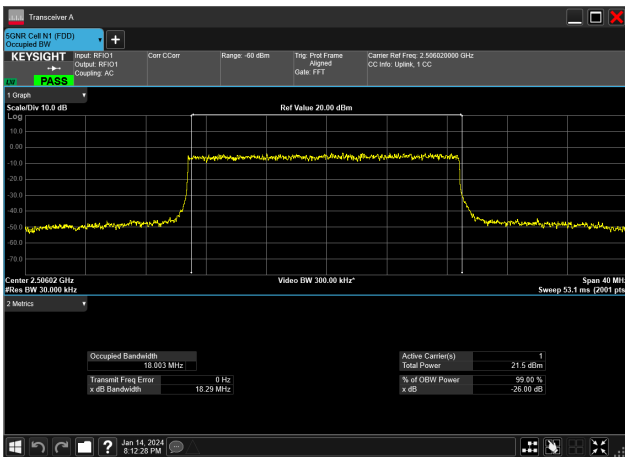 Transceiver A
5GNR Cell N1 (FDD)
Occupied BW
KEYSIGHT
PASS
Input: RFIO1
Output: RFIO1
Coupling: AC
Corr CCorr
Range: -60 dBm
Trig: Prot Frame
Aligned
Gate: FFT
Carrier Ref Freq: 2.506020000 GHz
CC Info: Uplink, 1 CC
1 Graph
Scale/Div 10.0 dB
Ref Value 20.00 dBm
Log
10.0
0.00
-10.0
-20.0
-30.0
-40.0
-50.0
-60.0
-70.0
Center 2.50602 GHz
Video BW 300.00 kHz*
Span 40 MHz
#Res BW 30.000 kHz
Sweep 53.1 ms (2001 pts
2 Metrics
Occupied Bandwidth
18.003 MHz
Transmit Freq Error 0 Hz
x dB Bandwidth 18.29 MHz
Active Carrier(s) 1
Total Power 21.5 dBm
% of OBW Power 99.00 %
x dB -26.00 dB
Jan 14, 2024
8:12:28 PM